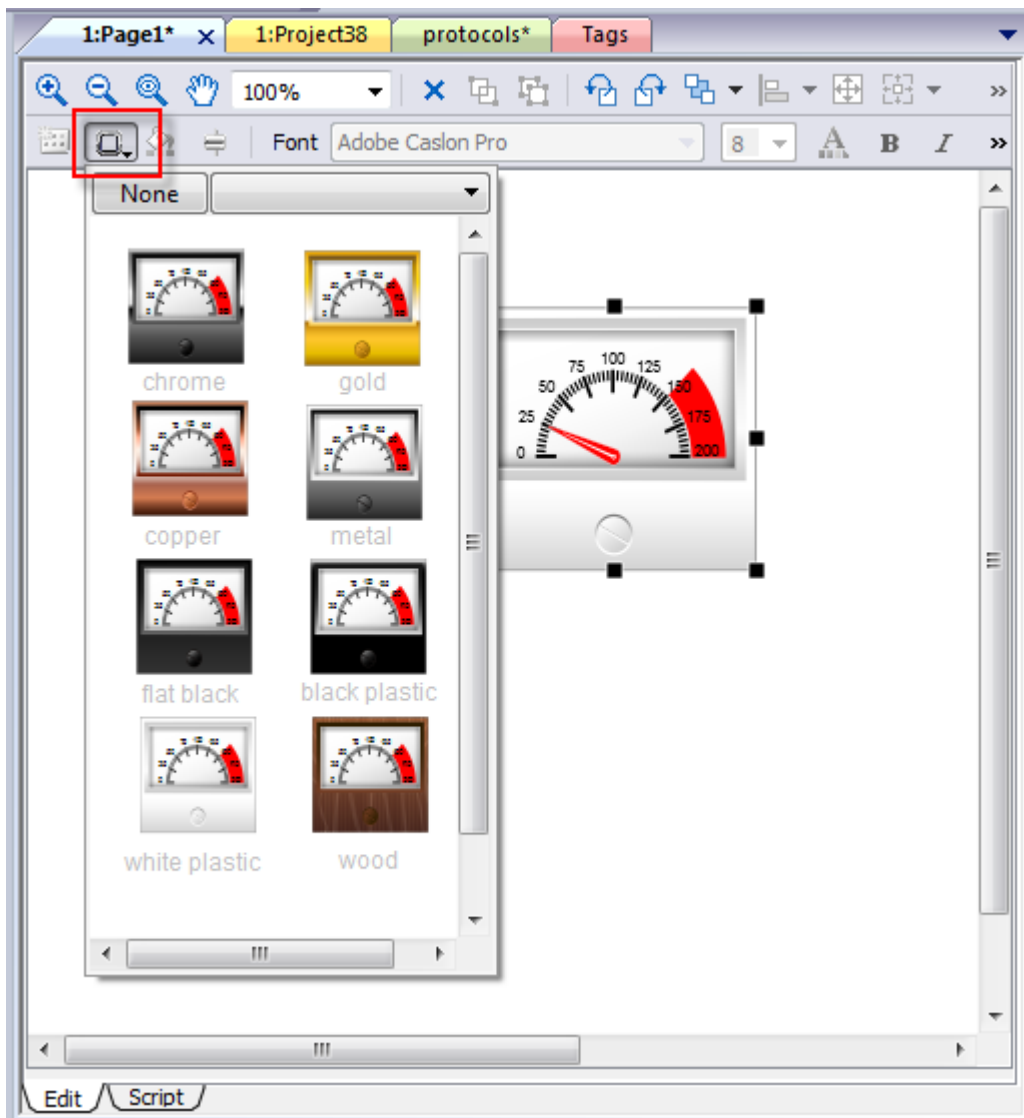 1:Page1* 1:Project38 protocols* Tags
100%
Font Adobe Caslon Pro 8 A B I
None
chrome gold
copper metal
flat black black plastic
white plastic wood
0 25 50 75 100 125 150 175 200
Edit Script